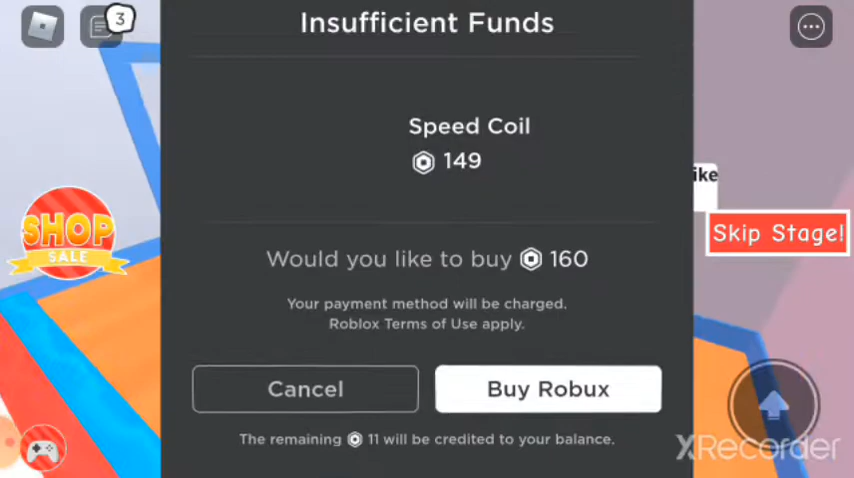 3
Insufficient Funds
Speed Coil
149
ike
SHOP
SALE
Skip Stage!
Would you like to buy 160
Your payment method will be charged.
Roblox Terms of Use apply.
Cancel
Buy Robux
The remaining 11 will be credited to your balance.
XRecorder